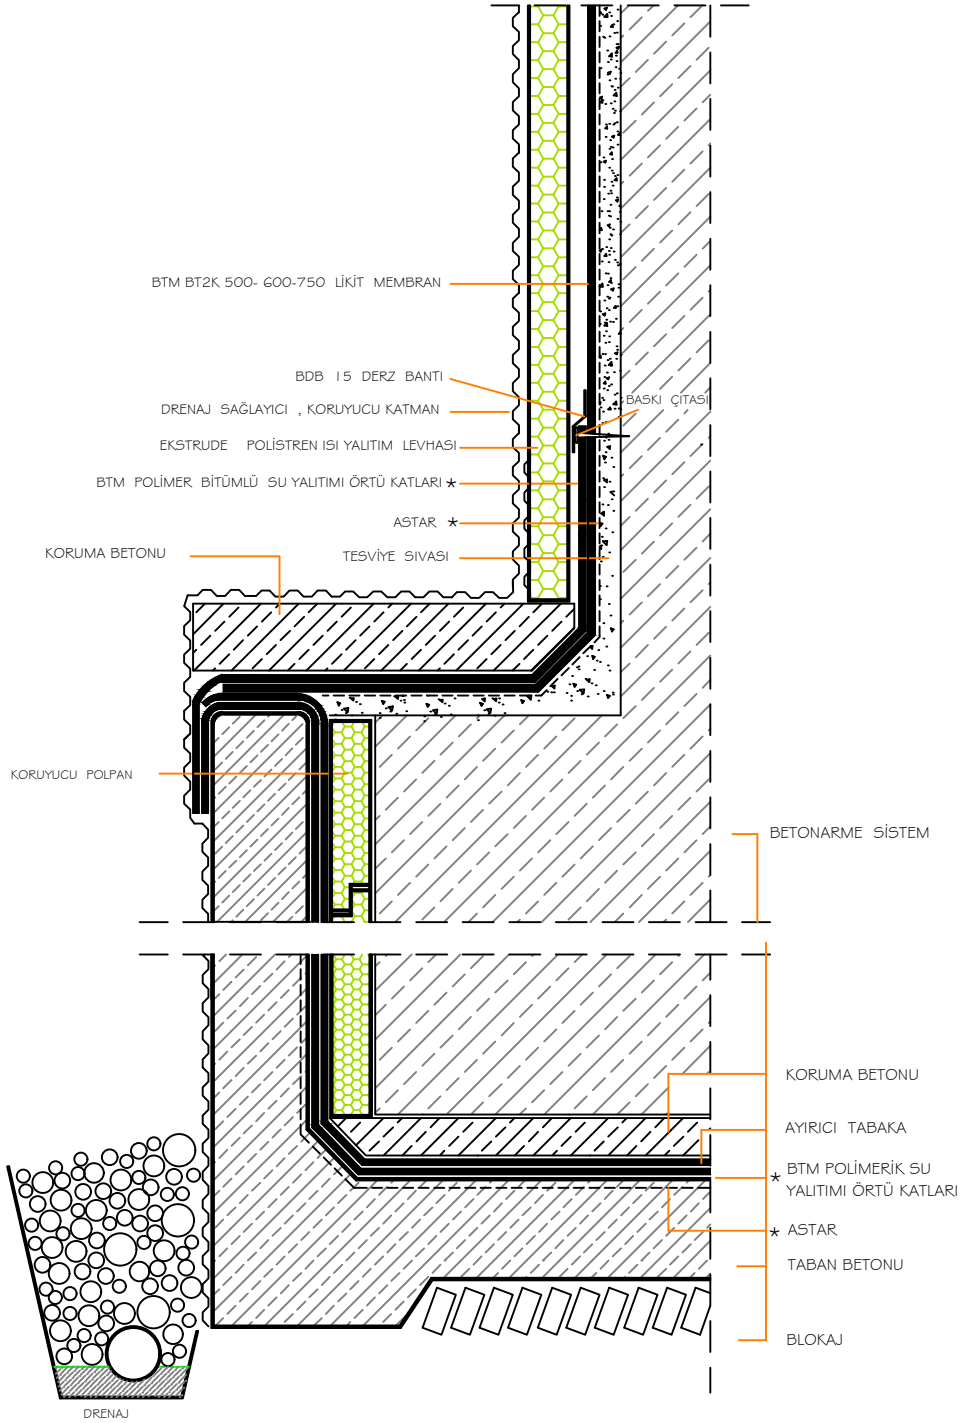 BTM BT2K 500- 600-750 LİKİT MEMBRAN
BDB 15 DERZ BANTI
BASKI ÇITASI
DRENAJ SAĞLAYICI , KORUYUCU KATMAN
EKSTRUDE POLİSTREN ISI YALITIM LEVHASI
BTM POLİMER BİTÜMLÜ SU YALITIMI ÖRTÜ KATLARI *
ASTAR *
KORUMA BETONU
TESVİYE SIVASI
KORUYUCU POLPAN
BETONARME SİSTEM
KORUMA BETONU
AYIRICI TABAKA
* BTM POLİMERİK SU
YALITIMI ÖRTÜ KATLARI
* ASTAR
TABAN BETONU
BLOKAJ
DRENAJ